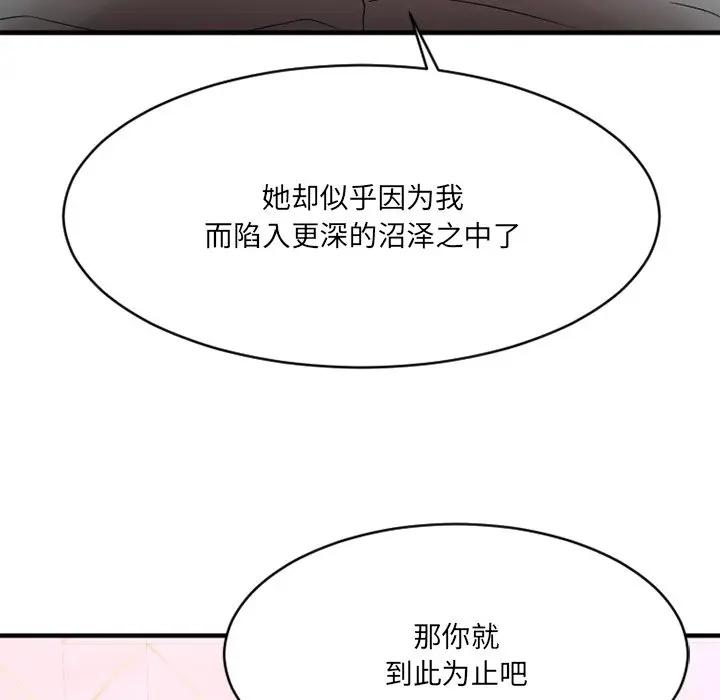 她却似乎因为我
而陷入更深的沼泽之中了
那你就
到此为止吧